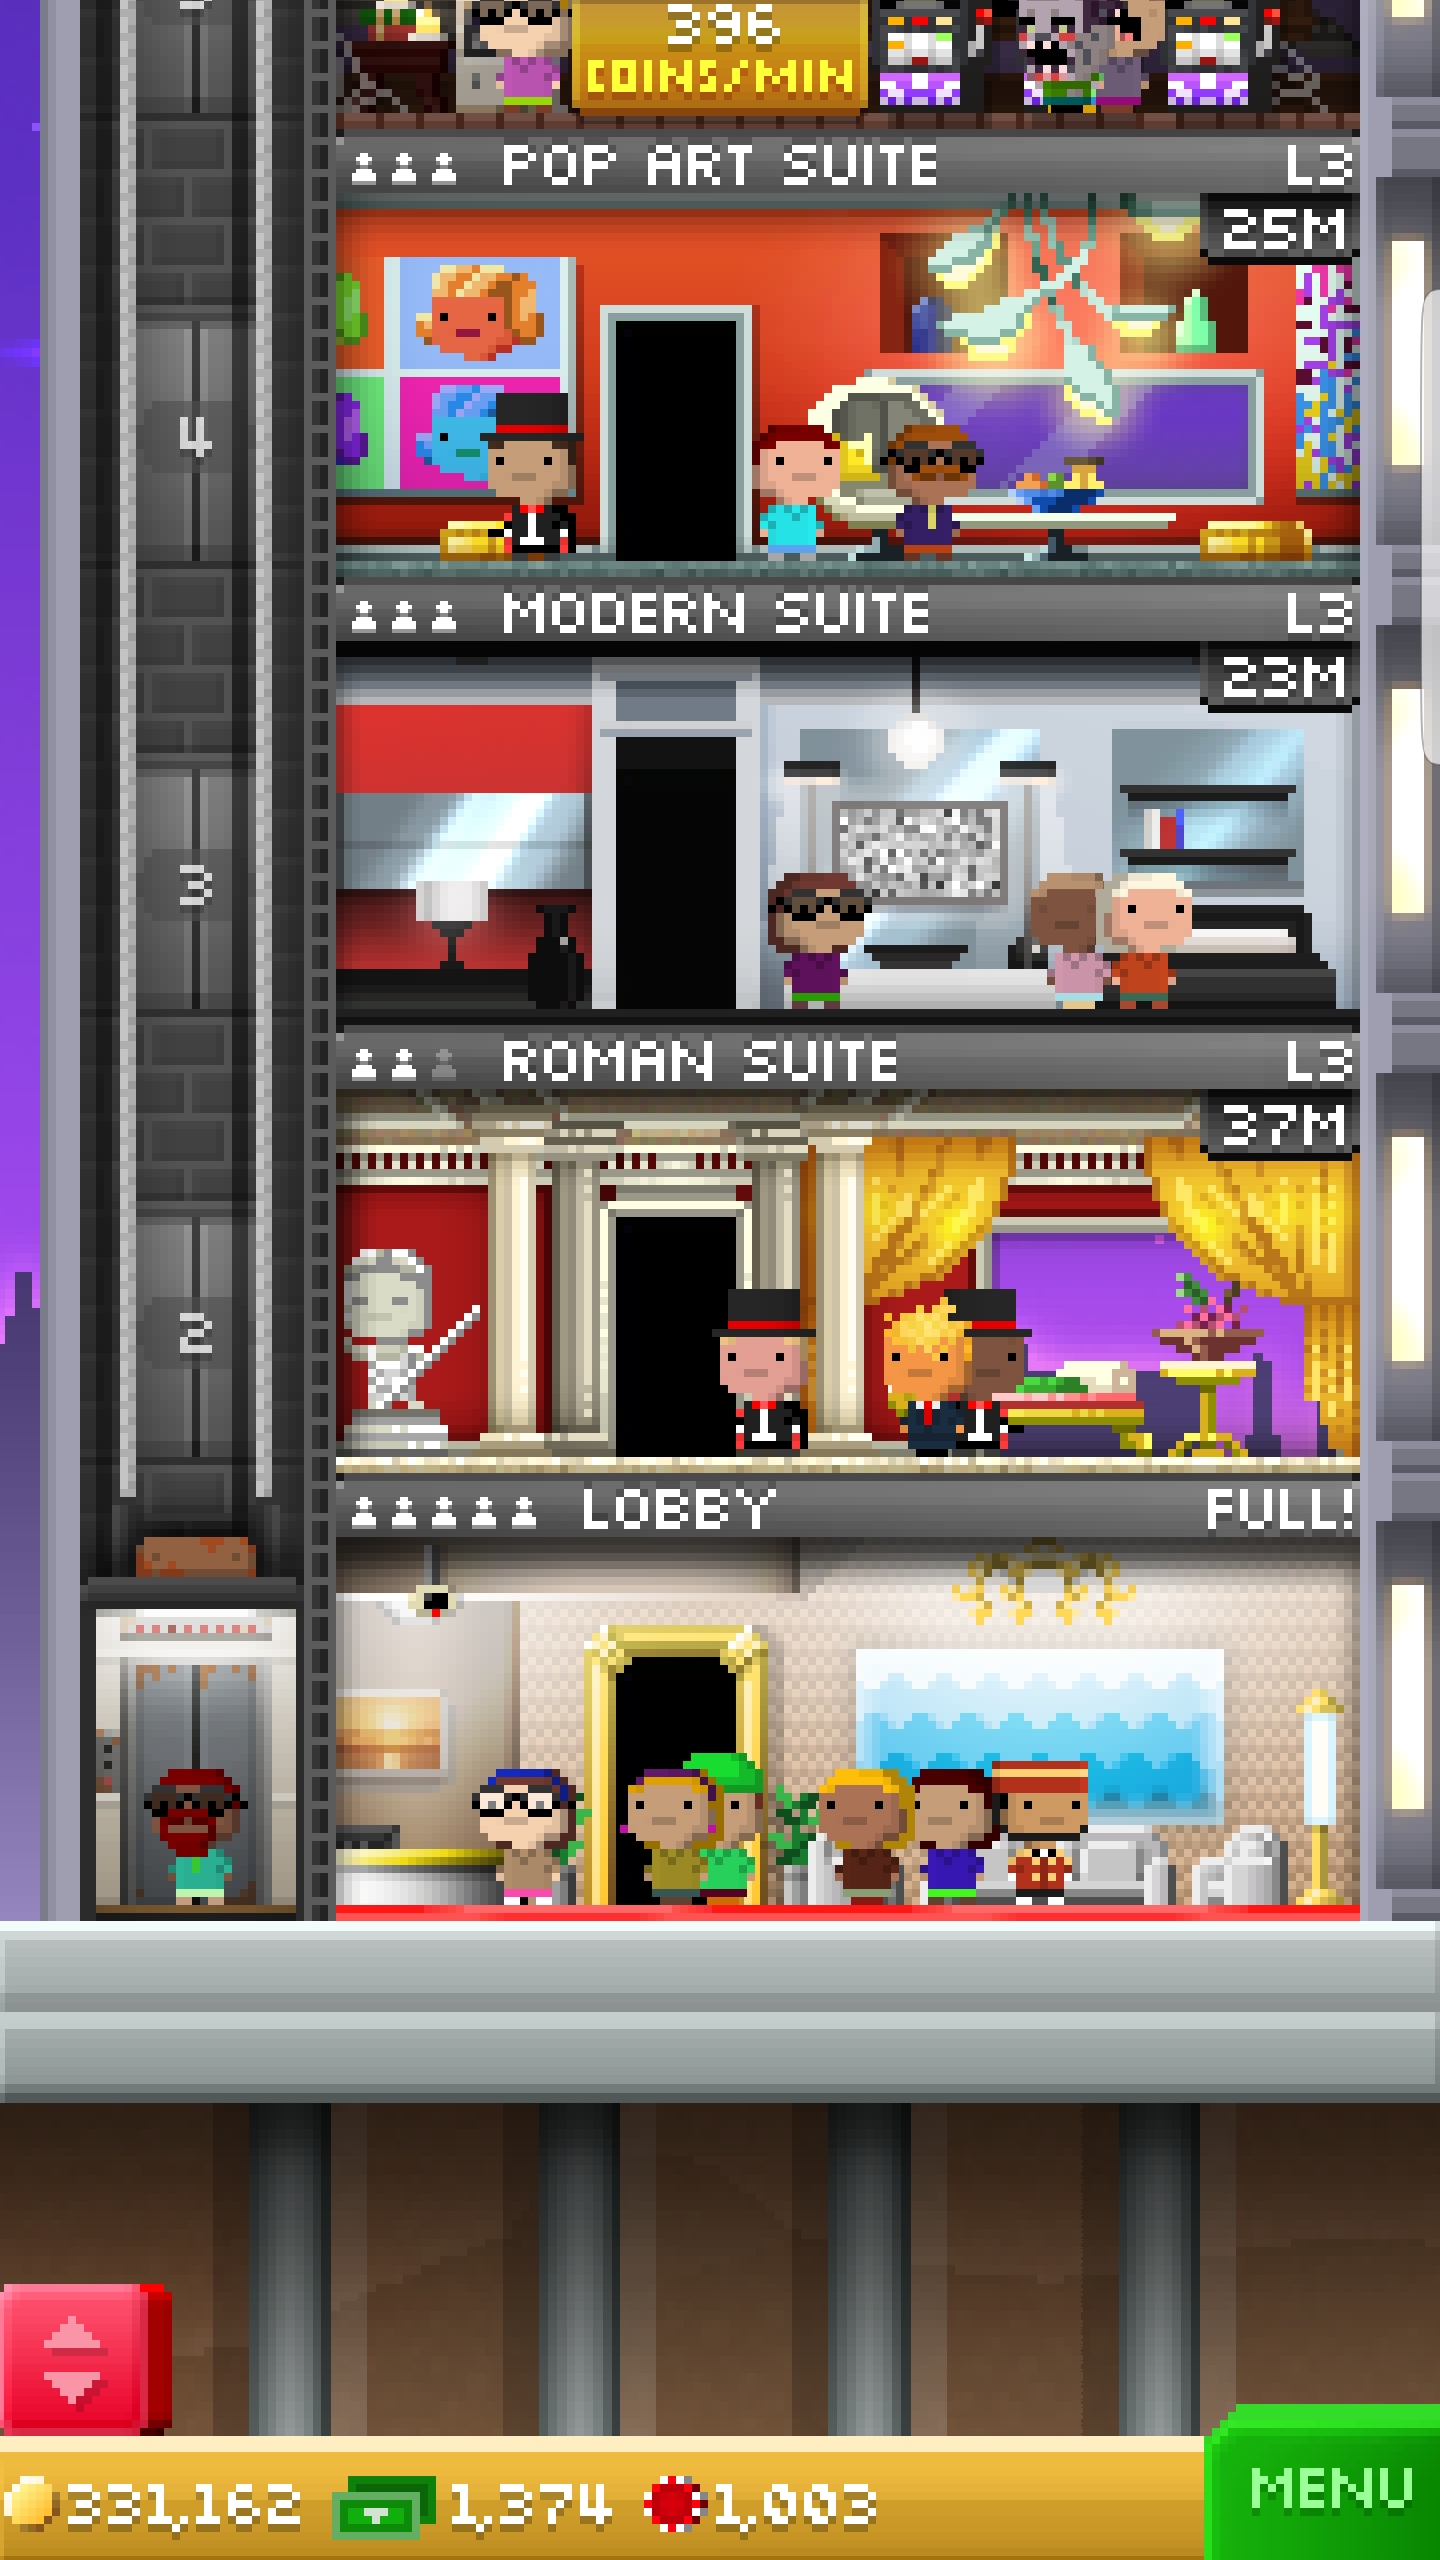 396
COINS/MIN
POP ART SUITE L3
25M
4
MODERN SUITE L3
23M
3
ROMAN SUITE L3
37M
2
LOBBY FULL!
331,162 1,374 1,003
MENU